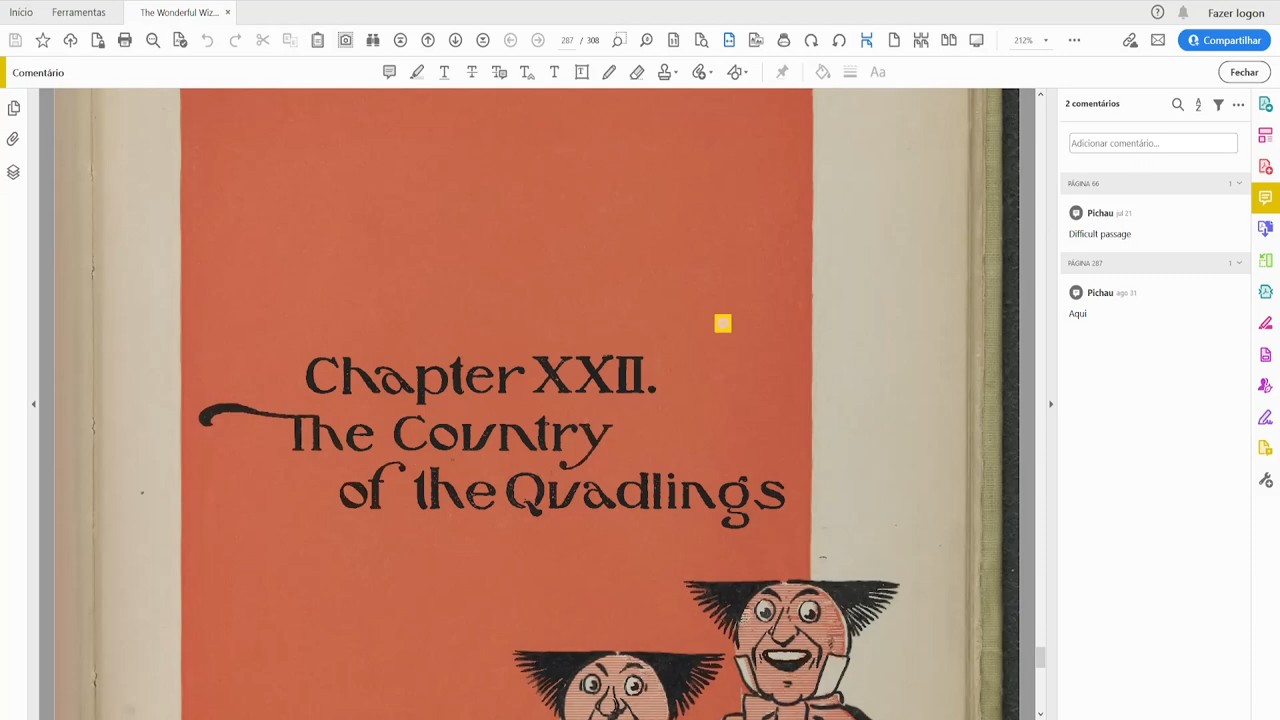 Início
Ferramentas
The Wonderful Wiz...
Fazer logon
287 / 308
212%
Compartilhar
Comentário
Aa
Fechar
2 comentários
Adicionar comentário...
PÁGINA 66
1
Pichau jul 21
Difficult passage
PÁGINA 287
1
Pichau ago 31
Aqui
Chapter XXII.
The Country
of the Quadlings